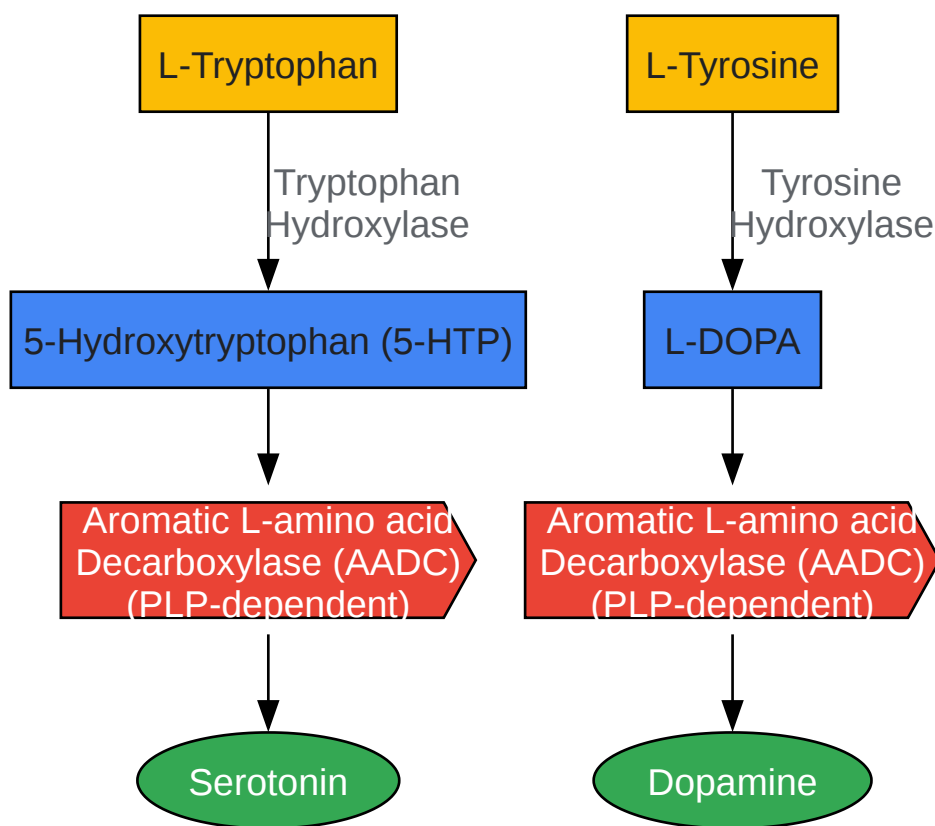 L-Tryptophan
L-Tyrosine
Tryptophan
Hydroxylase
Tyrosine
Hydroxylase
5-Hydroxytryptophan (5-HTP)
L-DOPA
Aromatic L-amino acid
Decarboxylase (AADC)
(PLP-dependent)
Aromatic L-amino acid
Decarboxylase (AADC)
(PLP-dependent)
Serotonin
Dopamine